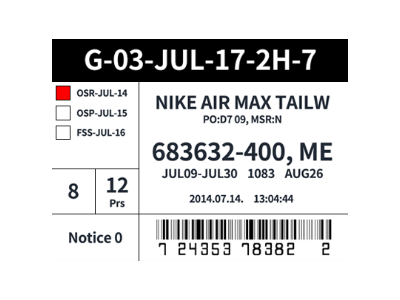 G-03-JUL-17-2H-7
OSR-JUL-14
OSP-JUL-15
FSS-JUL-16
NIKE AIR MAX TAILW
PO:D7 09, MSR:N
683632-400, ME
JUL09-JUL30 1083 AUG26
2014.07.14. 13:04:44
8
12
Prs
Notice 0
7 24353 78382 2